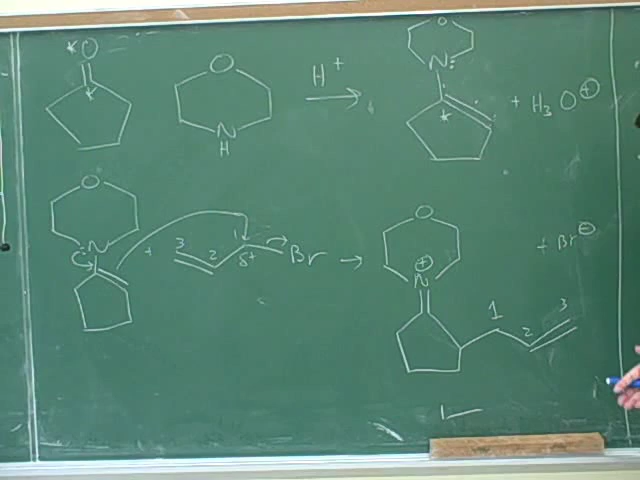 *O O H+ O
* N H N: * + H3O⊕
O
N: + 3 2 1 δ+ Br → O ⊕ N + Br⊖
1 2 3